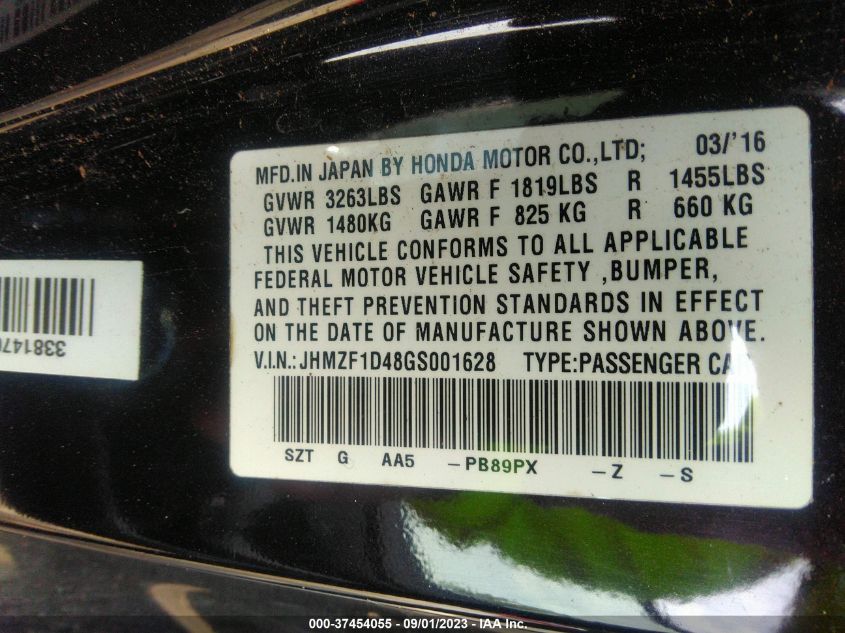 MFD.IN JAPAN BY HONDA MOTOR CO.,LTD; 03/'16
GVWR 3263LBS GAWR F 1819LBS R 1455LBS
GVWR 1480KG GAWR F 825 KG R 660 KG
THIS VEHICLE CONFORMS TO ALL APPLICABLE
FEDERAL MOTOR VEHICLE SAFETY ,BUMPER,
AND THEFT PREVENTION STANDARDS IN EFFECT
ON THE DATE OF MANUFACTURE SHOWN ABOVE.
V.I.N.: JHMZF1D48GS001628 TYPE:PASSENGER CA
SZT G AA5 -PB89PX -Z -S
000-37454055 - 09/01/2023 - IAA Inc.